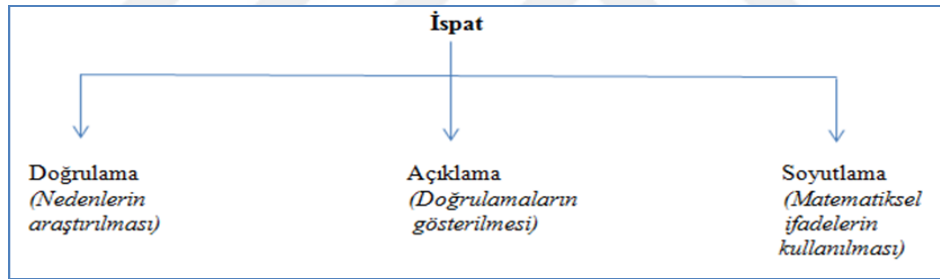 İspat
Doğrulama
(Nedenlerin
araştırılması)
Açıklama
(Doğrulamaların
gösterilmesi)
Soyutlama
(Matematiksel
ifadelerin
kullanılması)